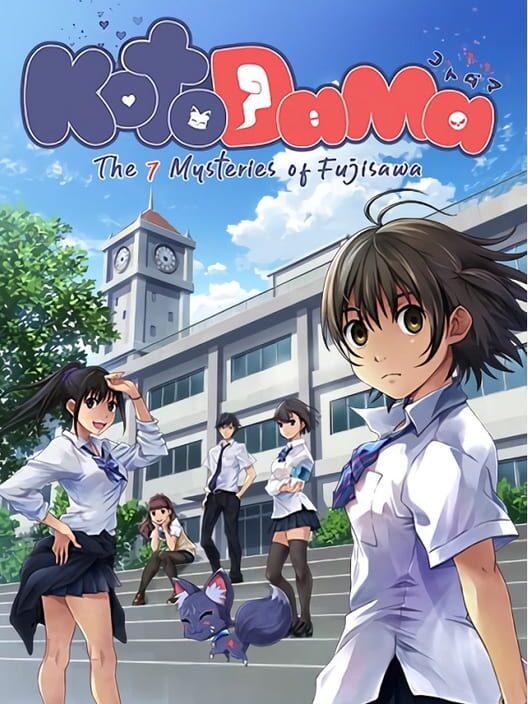 KOTODAMA
コトダマ
The 7 Mysteries of Fujisawa